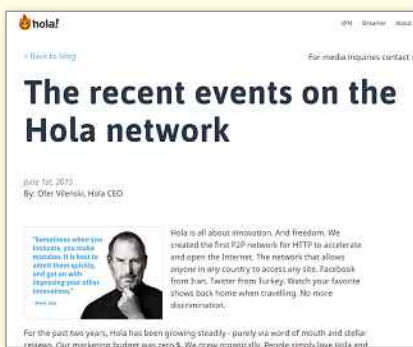 hola!
VPN Streamer About
< Back to blog
For media inquiries contact
The recent events on the
Hola network
June 1st, 2015
By: Ofer Vilenski, Hola CEO
"Sometimes when you
innovate, you make
mistakes. It is best to
admit them quickly,
and get on with
improving your other
innovations."
Hola is all about innovation. And freedom. We
created the first P2P network for HTTP to accelerate
and open the Internet. The network that allows
anyone in any country to access any site. Facebook
from Iran. Twitter from Turkey. Watch your favorite
shows back home when travelling. No more
discrimination.
For the past two years, Hola has been growing steadily - purely via word of mouth and stellar
reviews. Our marketing budget was zero $. We grew organically. People simply love Hola and